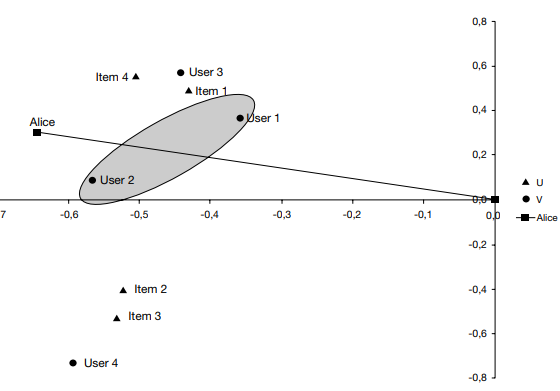 0,8
User 3
0,6
Item 4
Item 1
Alice
0,4
User 1
0,2
U
User 2
V
0,0
Alice
7
-0,6
-0,5
-0,4
-0,3
-0,2
-0,1
0,0
-0,2
Item 2
-0,4
Item 3
-0,6
User 4
-0,8